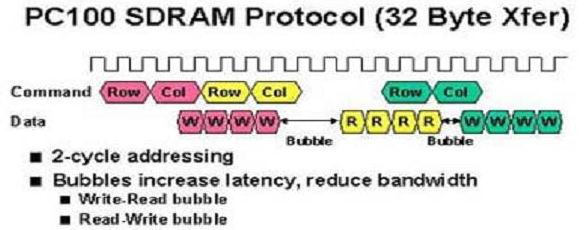 PC100 SDRAM Protocol (32 Byte Xfer)
Command Row Col Row Col Row Col
Data W W W W R R R R W W W W
Bubble Bubble
2-cycle addressing
Bubbles increase latency, reduce bandwidth
Write-Read bubble
Read-Write bubble